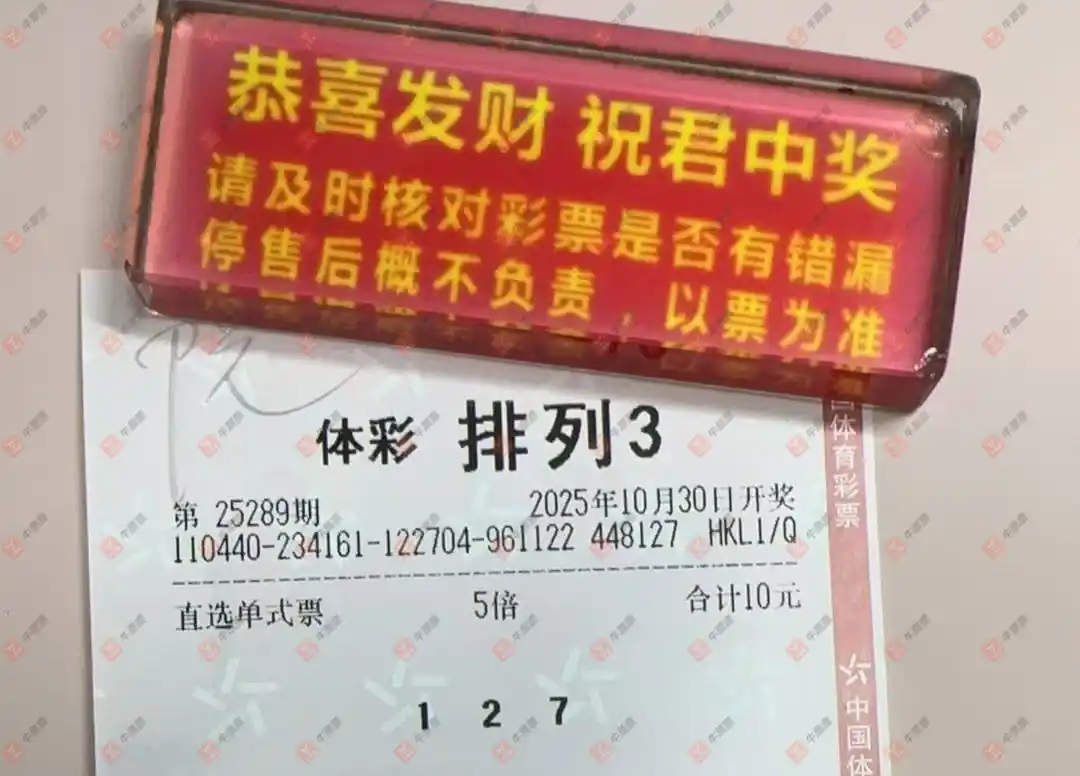 恭喜发财 祝君中奖
请及时核对彩票是否有错漏
停售后概不负责，以票为准
体彩 排列3
第 25289期 2025年10月30日开奖
110440-234161-122704-961122 448127 HKL1/Q
直选单式票 5倍 合计10元
1 2 7
国体育彩票
中国体
牛彩票